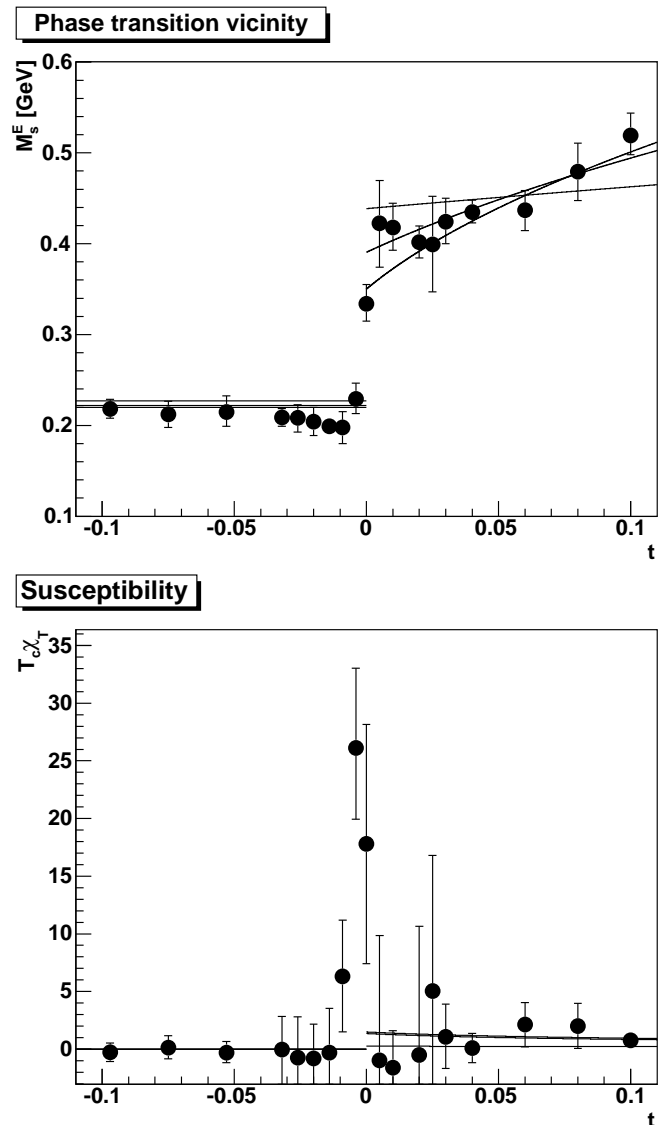 Phase transition vicinity
M_s^E [GeV]
0.6
0.5
0.4
0.3
0.2
0.1
-0.1 -0.05 0 0.05 0.1
t
Susceptibility
T_cχ_T
35
30
25
20
15
10
5
0
-0.1 -0.05 0 0.05 0.1
t